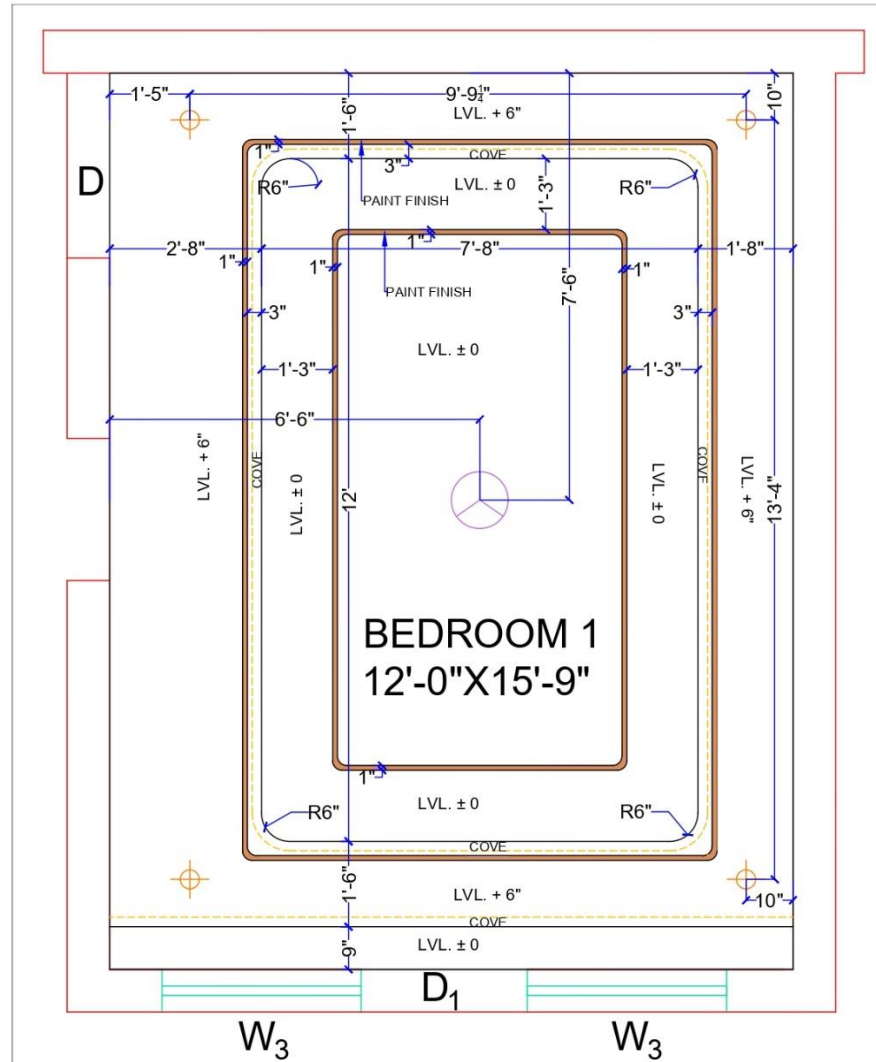 1'-5"
9'-9¼"
10"
LVL. + 6"
1'-6"
1"
3"
COVE
D
LVL. ± 0
R6"
R6"
1'-3"
PAINT FINISH
2'-8"
1"
7'-8"
1'-8"
1"
1"
1"
7'-6"
PAINT FINISH
3"
3"
LVL. ± 0
1'-3"
1'-3"
6'-6"
LVL. + 6"
COVE
LVL. ± 0
12'
COVE
LVL. ± 0
LVL. + 6"
13'-4"
BEDROOM 1
12'-0"X15'-9"
1"
LVL. ± 0
R6"
R6"
COVE
1'-6"
LVL. + 6"
10"
COVE
9"
LVL. ± 0
D1
W3
W3